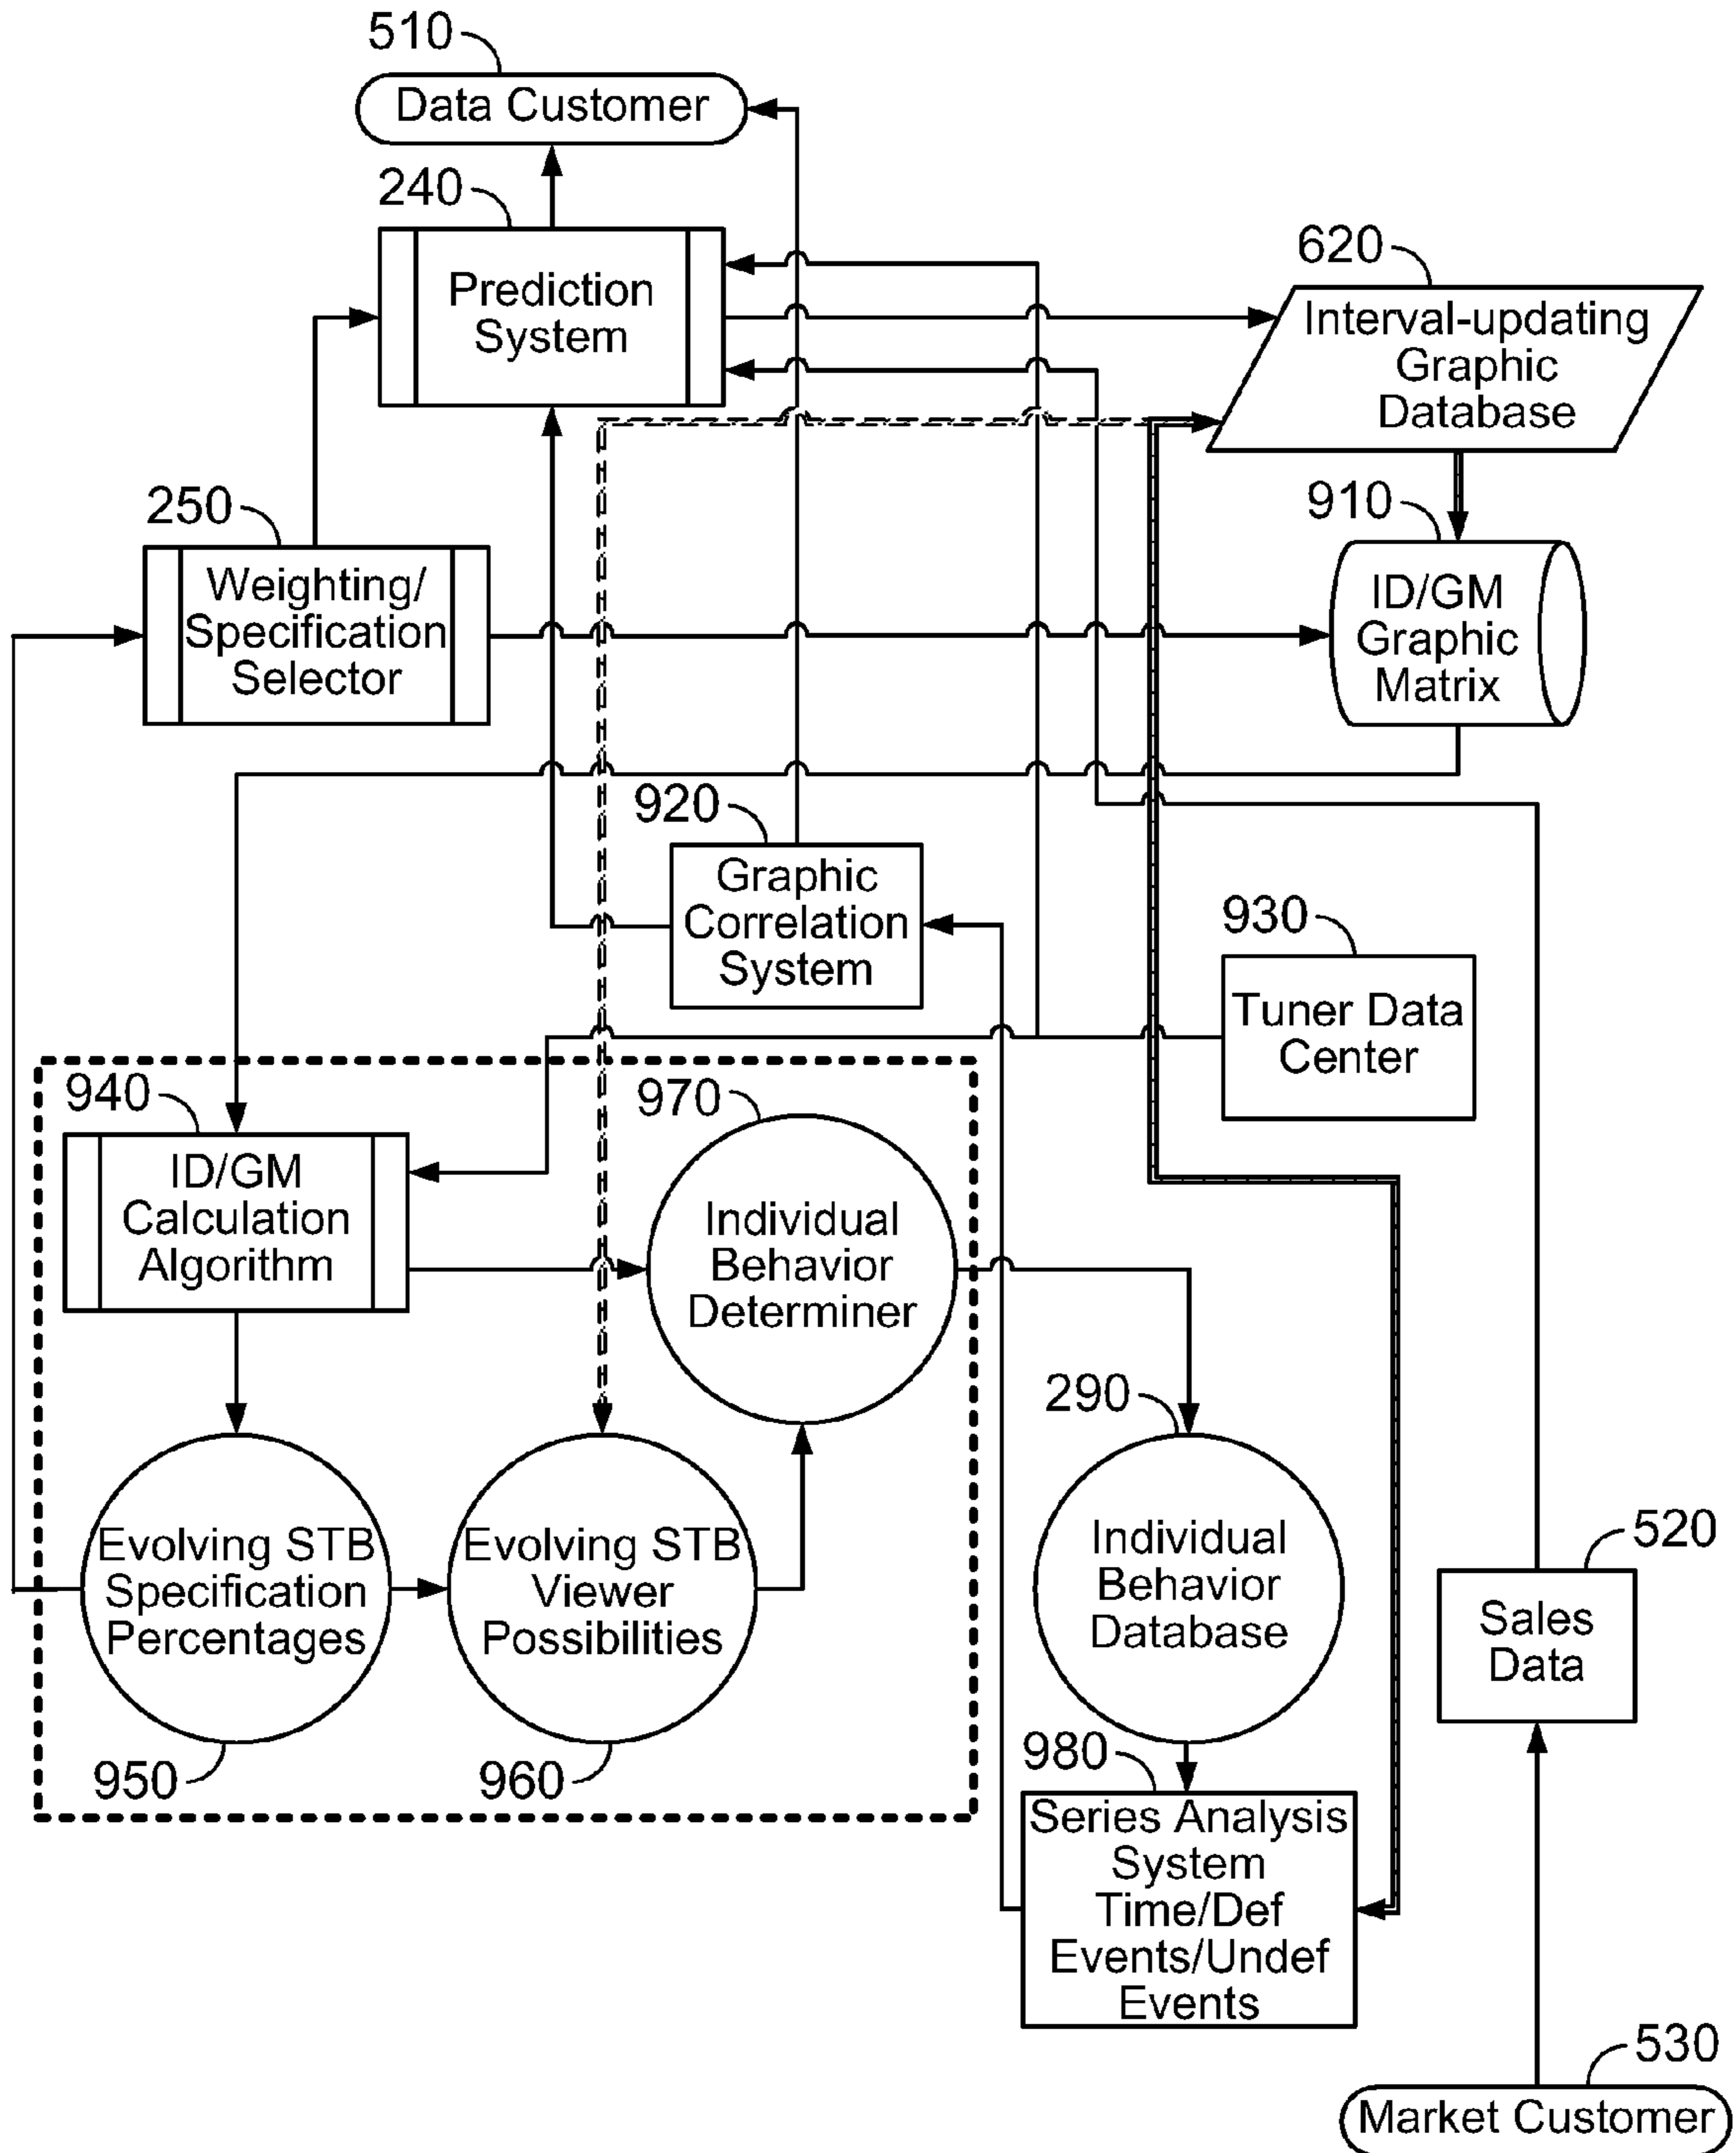 510
Data Customer
240
Prediction
System
620
Interval-updating
Graphic
Database
250
Weighting/
Specification
Selector
910
ID/GM
Graphic
Matrix
920
Graphic
Correlation
System
930
Tuner Data
Center
940
ID/GM
Calculation
Algorithm
970
Individual
Behavior
Determiner
290
Individual
Behavior
Database
Evolving STB
Specification
Percentages
950
Evolving STB
Viewer
Possibilities
960
520
Sales
Data
980
Series Analysis
System
Time/Def
Events/Undef
Events
530
Market Customer